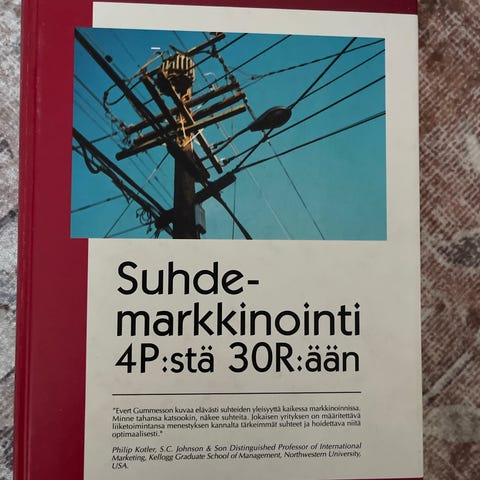 Suhde-
markkinointi
4P:stä 30R:ään
"Evert Gummesson kuvaa elävästi suhteiden yleisyyttä kaikessa markkinoinnissa.
Minne tahansa katsookin, näkee suhteita. Jokaisen yrityksen on määritettävä
liiketoimintansa menestyksen kannalta tärkeimmät suhteet ja hoidettava niitä
optimaalisesti."
Philip Kotler, S.C. Johnson & Son Distinguished Professor of International
Marketing, Kellogg Graduate School of Management, Northwestern University,
USA.